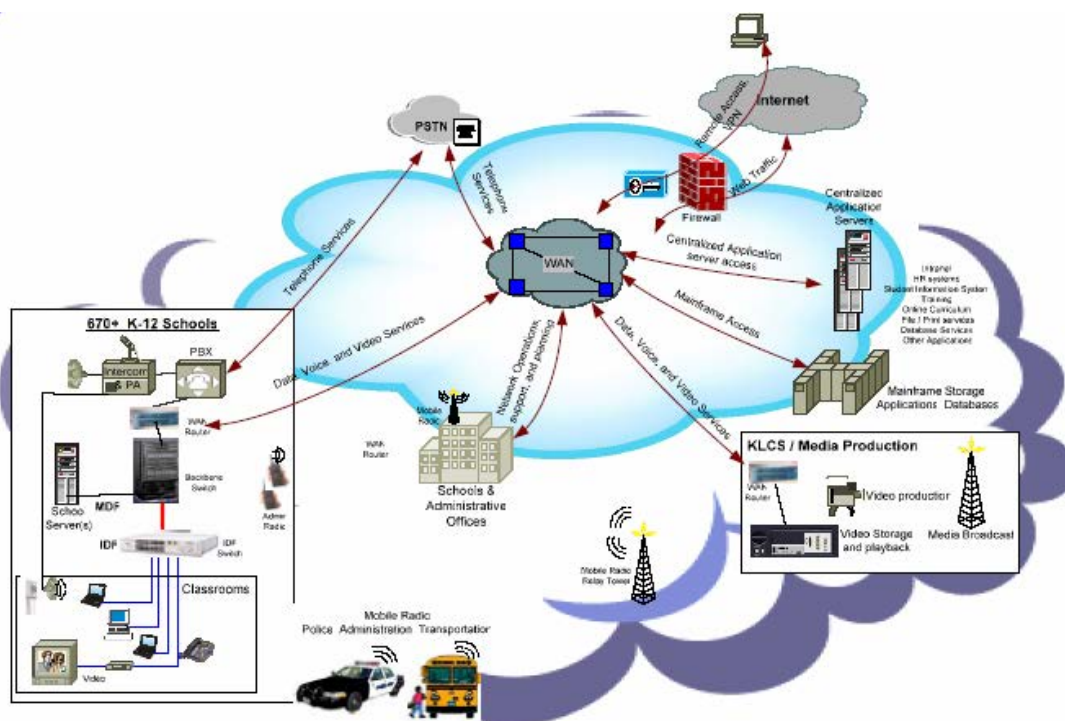 Internet
PSTN
Remote Access,
VPN
Web Traffic
Firewall
Telephone
Services
Telephone Services
Centralized
Application
Servers
WAN
Centralized Application
server access
Intranet
HR systems
Student Information System
Training
Online Curriculum
File / Print services
Database Services
Other Applications
Mainframe Access
Mainframe Storage
Applications Databases
670+ K-12 Schools
Intercom
& PA
PBX
WAN
Router
Backbone
Switch
School
Server(s)
MDF
IDF
IDF
Switch
Admin
Radio
Classrooms
Video
Data, Voice, and Video Services
Network Operations,
support, and planning
Data, Voice, and Video Services
Mobile
Radio
WAN
Router
Schools &
Administrative
Offices
KLCS / Media Production
WAN
Router
Video production
Video Storage
and playback
Media Broadcast
Mobile Radio
Relay Tower
Mobile Radio
Police Administration Transportation